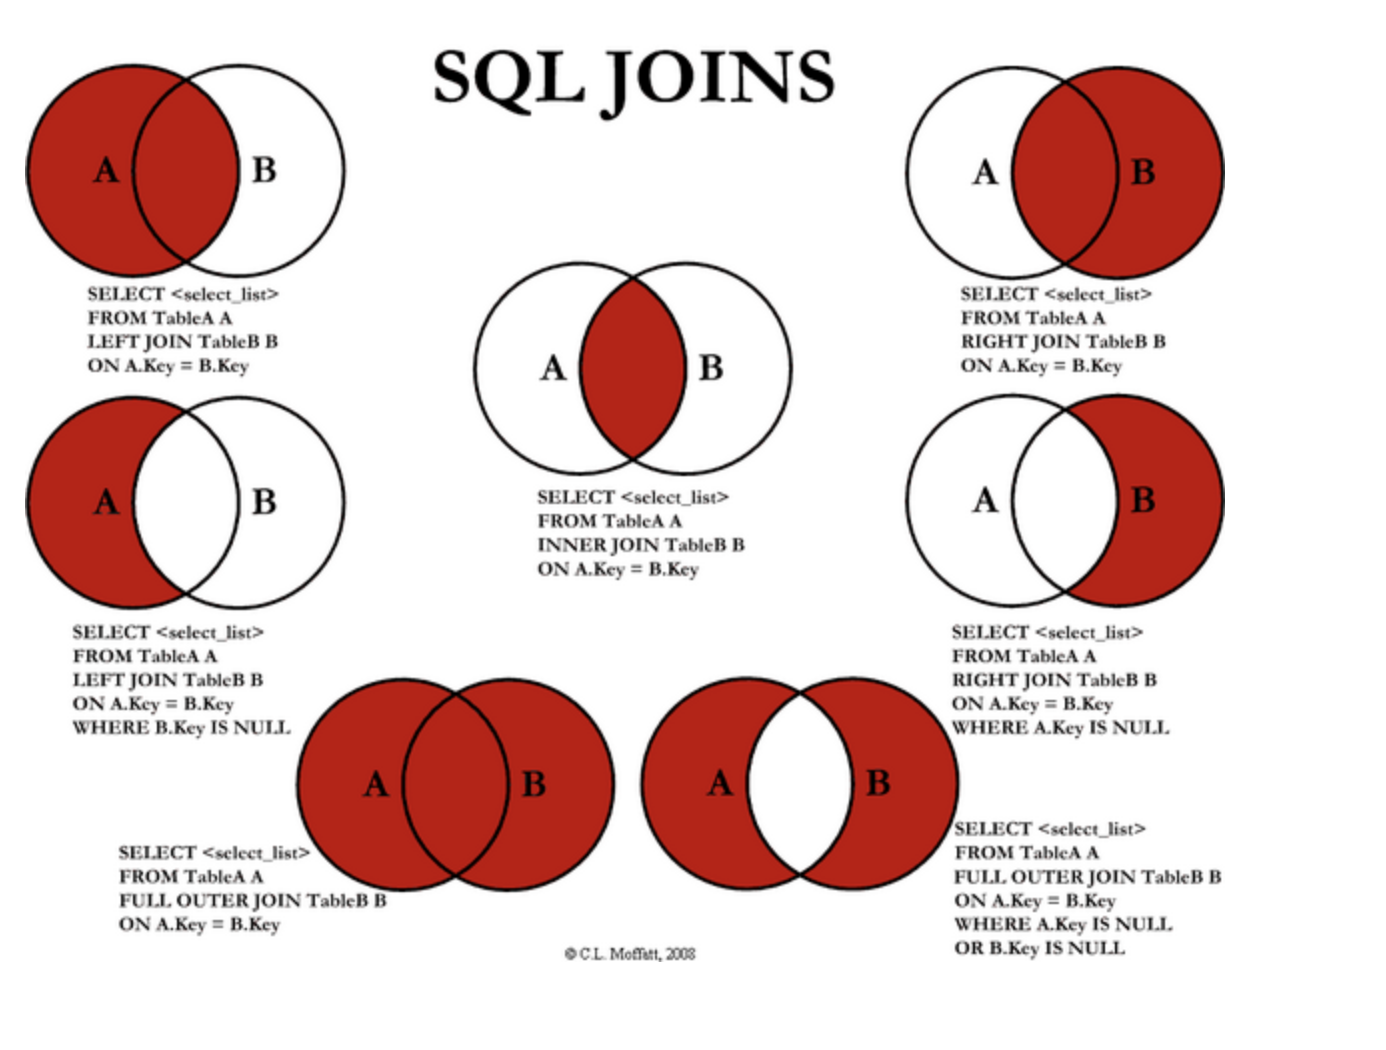 SQL JOINS
A
B
SELECT <select_list>
FROM TableA A
LEFT JOIN TableB B
ON A.Key = B.Key
A
B
SELECT <select_list>
FROM TableA A
RIGHT JOIN TableB B
ON A.Key = B.Key
A
B
SELECT <select_list>
FROM TableA A
INNER JOIN TableB B
ON A.Key = B.Key
A
B
SELECT <select_list>
FROM TableA A
LEFT JOIN TableB B
ON A.Key = B.Key
WHERE B.Key IS NULL
A
B
SELECT <select_list>
FROM TableA A
RIGHT JOIN TableB B
ON A.Key = B.Key
WHERE A.Key IS NULL
A
B
SELECT <select_list>
FROM TableA A
FULL OUTER JOIN TableB B
ON A.Key = B.Key
A
B
SELECT <select_list>
FROM TableA A
FULL OUTER JOIN TableB B
ON A.Key = B.Key
WHERE A.Key IS NULL
OR B.Key IS NULL
© C.L. Moffatt, 2008